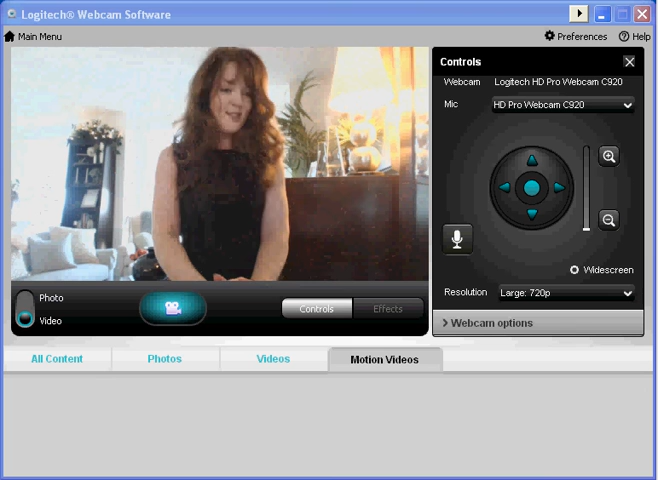 Logitech® Webcam Software
Main Menu
Preferences
Help
Controls
Webcam Logitech HD Pro Webcam C920
Mic HD Pro Webcam C920
Widescreen
Resolution Large: 720p
Webcam options
Photo
Video
Controls
Effects
All Content
Photos
Videos
Motion Videos